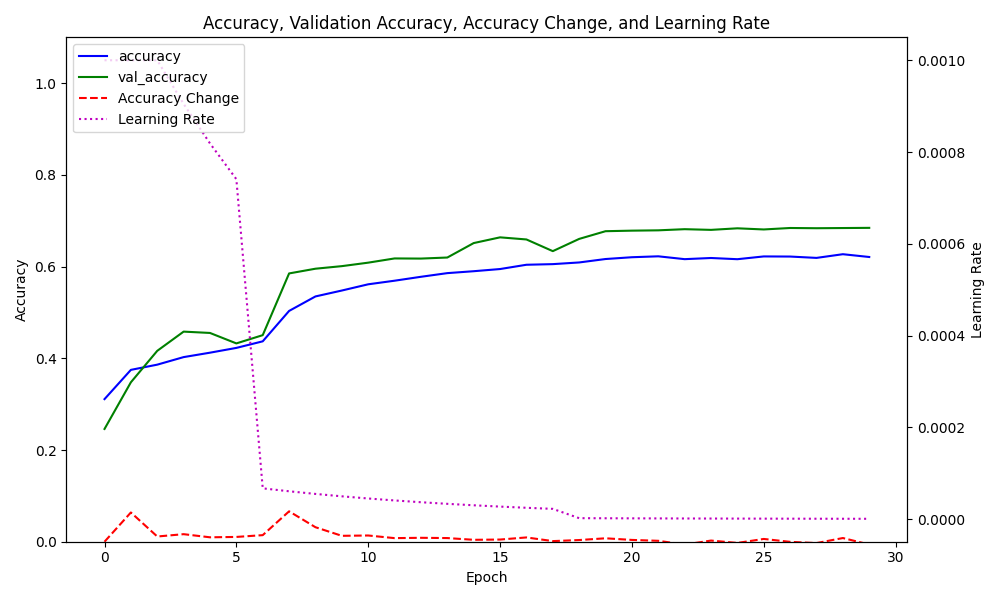 Accuracy, Validation Accuracy, Accuracy Change, and Learning Rate
accuracy
val_accuracy
Accuracy Change
Learning Rate
1.0
0.8
0.6
0.4
0.2
0.0
Accuracy
0.0010
0.0008
0.0006
0.0004
0.0002
0.0000
Learning Rate
0 5 10 15 20 25 30
Epoch